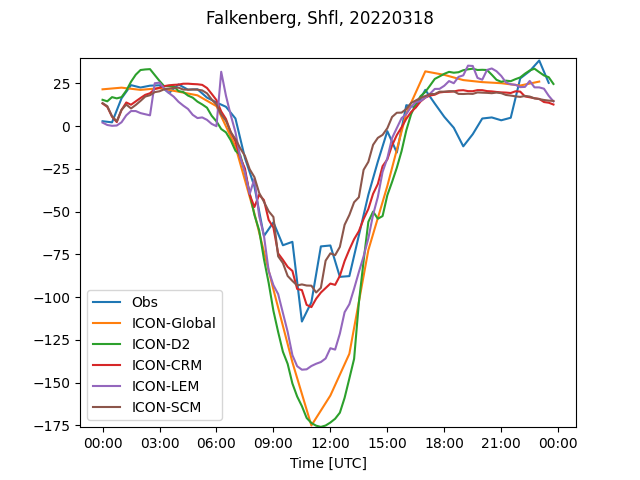 Falkenberg, Shfl, 20220318
25
0
−25
−50
−75
−100
−125
−150
−175
Obs
ICON-Global
ICON-D2
ICON-CRM
ICON-LEM
ICON-SCM
00:00 03:00 06:00 09:00 12:00 15:00 18:00 21:00 00:00
Time [UTC]